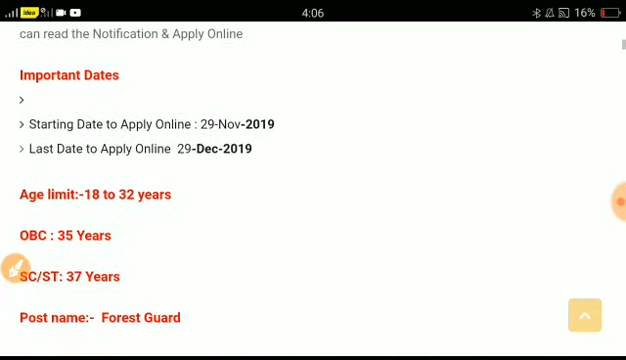 idea
4:06
16%
can read the Notification & Apply Online
Important Dates
>
> Starting Date to Apply Online : 29-Nov-2019
> Last Date to Apply Online 29-Dec-2019
Age limit:-18 to 32 years
OBC : 35 Years
SC/ST: 37 Years
Post name:- Forest Guard